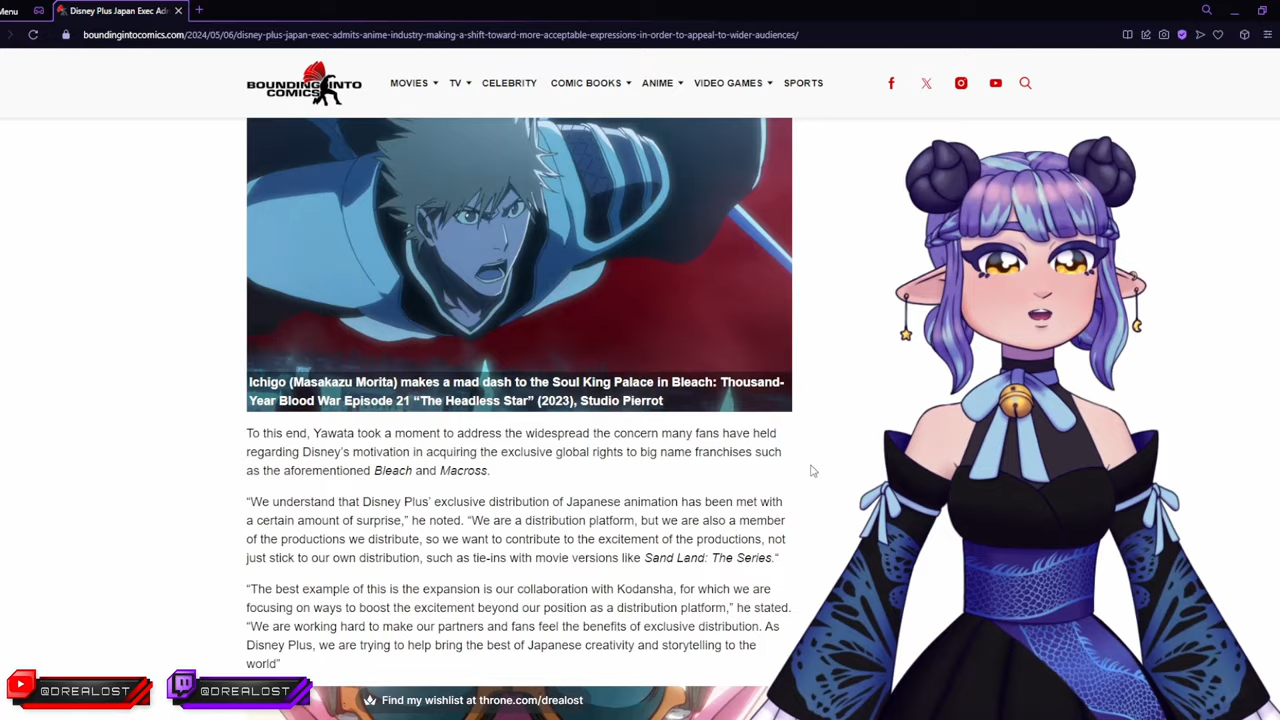 Menu
Disney Plus Japan Exec Adm
boundingintocomics.com/2024/05/06/disney-plus-japan-exec-admits-anime-industry-making-a-shift-toward-more-acceptable-expressions-in-order-to-appeal-to-wider-audiences/
BOUNDING INTO
COMICS
MOVIES
TV
CELEBRITY
COMIC BOOKS
ANIME
VIDEO GAMES
SPORTS
Ichigo (Masakazu Morita) makes a mad dash to the Soul King Palace in Bleach: Thousand-
Year Blood War Episode 21 “The Headless Star” (2023), Studio Pierrot
To this end, Yawata took a moment to address the widespread the concern many fans have held
regarding Disney’s motivation in acquiring the exclusive global rights to big name franchises such
as the aforementioned Bleach and Macross.
“We understand that Disney Plus’ exclusive distribution of Japanese animation has been met with
a certain amount of surprise,” he noted. “We are a distribution platform, but we are also a member
of the productions we distribute, so we want to contribute to the excitement of the productions, not
just stick to our own distribution, such as tie-ins with movie versions like Sand Land: The Series.“
“The best example of this is the expansion is our collaboration with Kodansha, for which we are
focusing on ways to boost the excitement beyond our position as a distribution platform,” he stated.
“We are working hard to make our partners and fans feel the benefits of exclusive distribution. As
Disney Plus, we are trying to help bring the best of Japanese creativity and storytelling to the
world”
@DREALOST
@DREALOST
Find my wishlist at throne.com/drealost